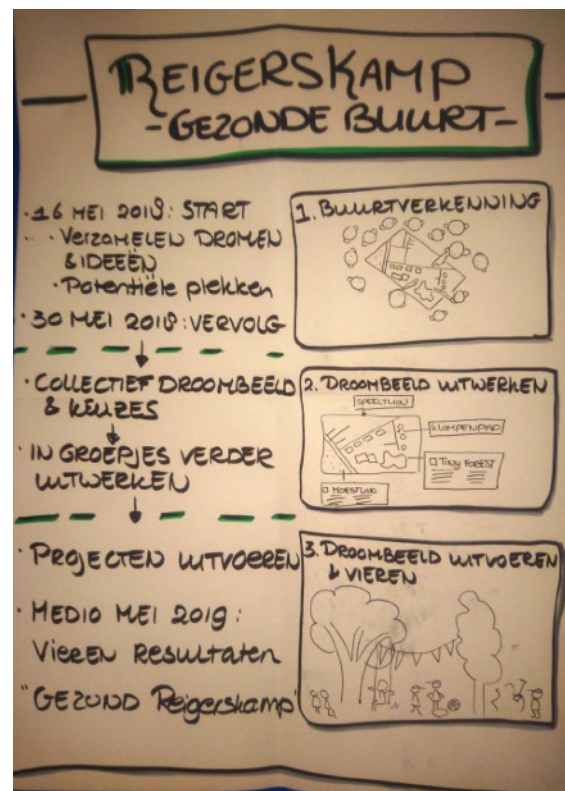 REIGERSKAMP
- GEZONDE BUURT -
· 16 MEI 2018: START
· VERZAMELEN DROMEN
& IDEEËN
· Potentiële plekken
· 30 MEI 2018: VERVOLG
· COLLECTIEF DROOMBEELD
& KEUZES
· IN GROEPJES VERDER
UITWERKEN
· PROJECTEN UITVOEREN
· MEDIO MEI 2019:
VIEREN RESULTATEN
"GEZOND Reigerskamp"
1. BUURTVERKENNING
2. DROOMBEELD UITWERKEN
SPEELTUIN
KLOMPENPAD
TINY FOREST
MOESTUIN
3. DROOMBEELD UITVOEREN
& VIEREN